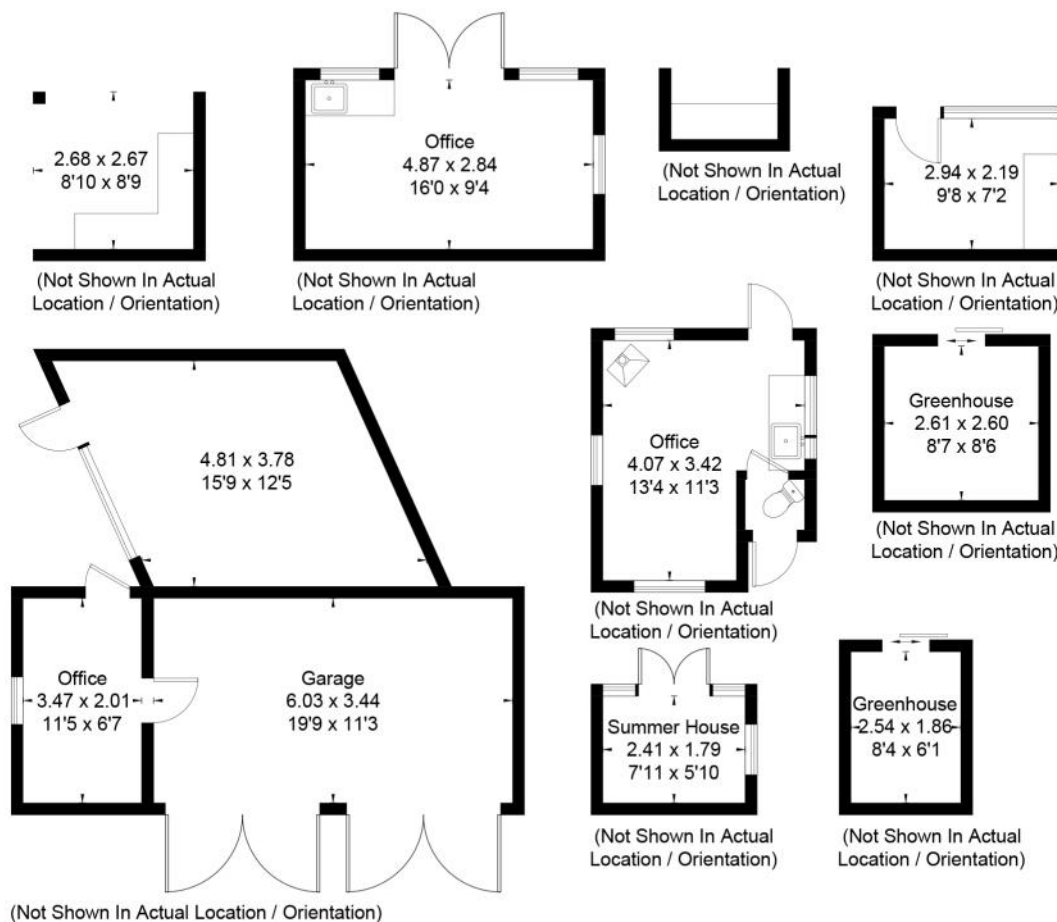 2.68 x 2.67
8'10 x 8'9
(Not Shown In Actual
Location / Orientation)
Office
4.87 x 2.84
16'0 x 9'4
(Not Shown In Actual
Location / Orientation)
(Not Shown In Actual
Location / Orientation)
2.94 x 2.19
9'8 x 7'2
(Not Shown In Actual
Location / Orientation)
4.81 x 3.78
15'9 x 12'5
Office
3.47 x 2.01
11'5 x 6'7
Garage
6.03 x 3.44
19'9 x 11'3
(Not Shown In Actual Location / Orientation)
Office
4.07 x 3.42
13'4 x 11'3
(Not Shown In Actual
Location / Orientation)
Greenhouse
2.61 x 2.60
8'7 x 8'6
(Not Shown In Actual
Location / Orientation)
Summer House
2.41 x 1.79
7'11 x 5'10
(Not Shown In Actual
Location / Orientation)
Greenhouse
2.54 x 1.86
8'4 x 6'1
(Not Shown In Actual
Location / Orientation)